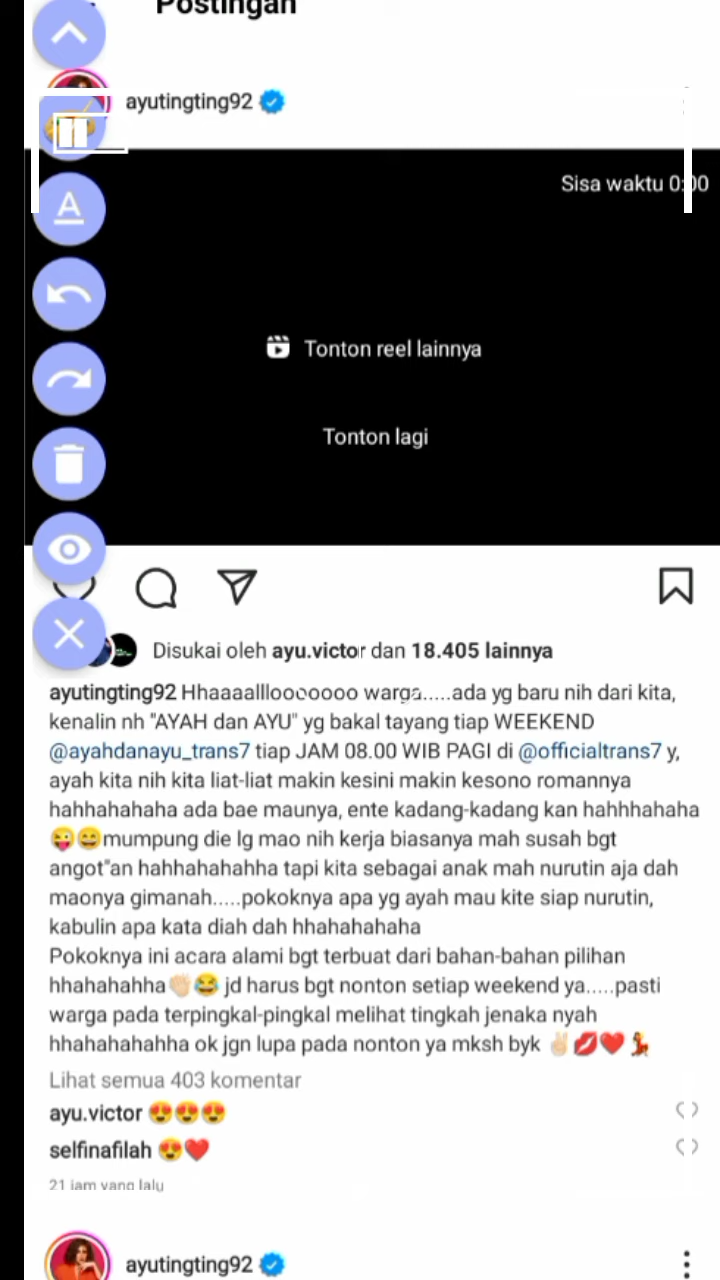 Postingan
ayutingting92
A
Sisa waktu 0:00
Tonton reel lainnya
Tonton lagi
Disukai oleh ayu.victor dan 18.405 lainnya
ayutingting92 Hhaaaallloooooooo warga.....ada yg baru nih dari kita,
kenalin nh "AYAH dan AYU" yg bakal tayang tiap WEEKEND
@ayahdanayu_trans7 tiap JAM 08.00 WIB PAGI di @officialtrans7 y,
ayah kita nih kita liat-liat makin kesini makin kesono romannya
hahhahahaha ada bae maunya, ente kadang-kadang kan hahhhahaha
😜😄mumpung die lg mao nih kerja biasanya mah susah bgt
angot"an hahhahahahha tapi kita sebagai anak mah nurutin aja dah
maonya gimanah.....pokoknya apa yg ayah mau kite siap nurutin,
kabulin apa kata diah dah hhahahahaha
Pokoknya ini acara alami bgt terbuat dari bahan-bahan pilihan
hhahahahha👏🏻😂 jd harus bgt nonton setiap weekend ya.....pasti
warga pada terpingkal-pingkal melihat tingkah jenaka nyah
hhahahahahha ok jgn lupa pada nonton ya mksh byk ✌🏻💋❤️💃
Lihat semua 403 komentar
ayu.victor 😍😍😍
selfinafilah 😍❤️
21 jam yang lalu
ayutingting92